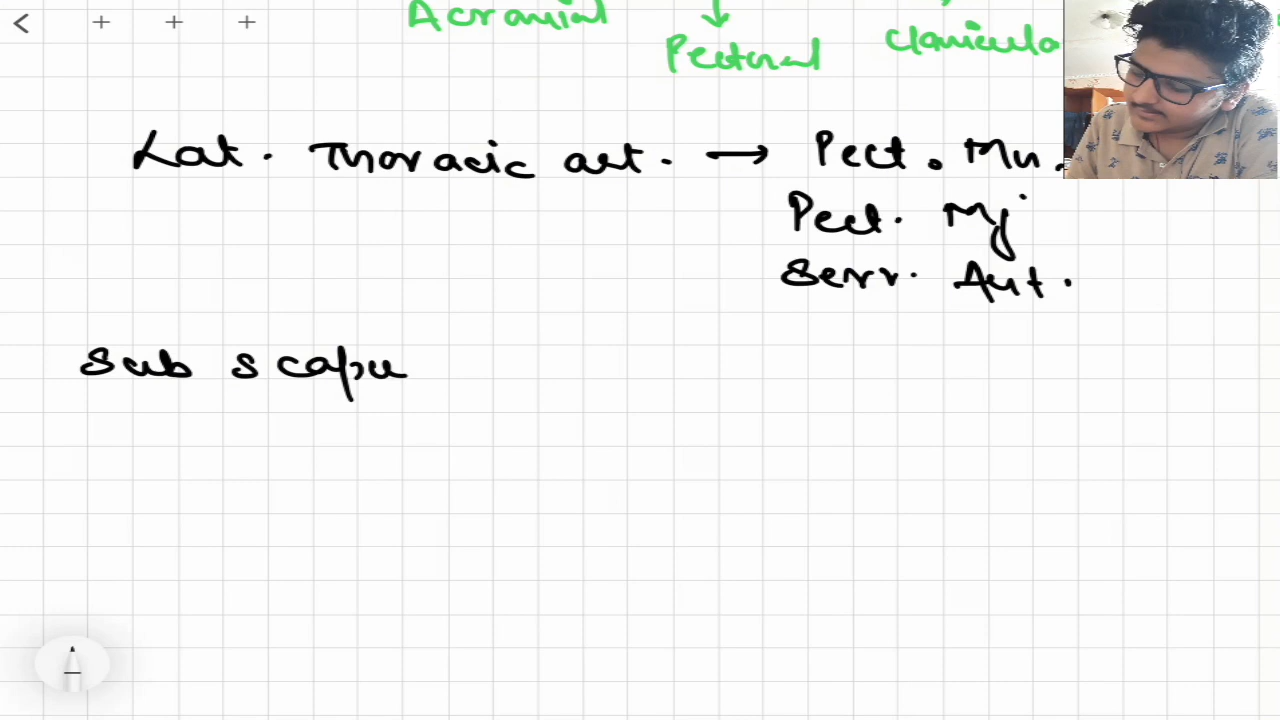 Acromial
Pectoral
clavicula
Lat. Thoracic art. → Pect. Mn.
Pect. Mj
Serr. Ant.
Sub scapu